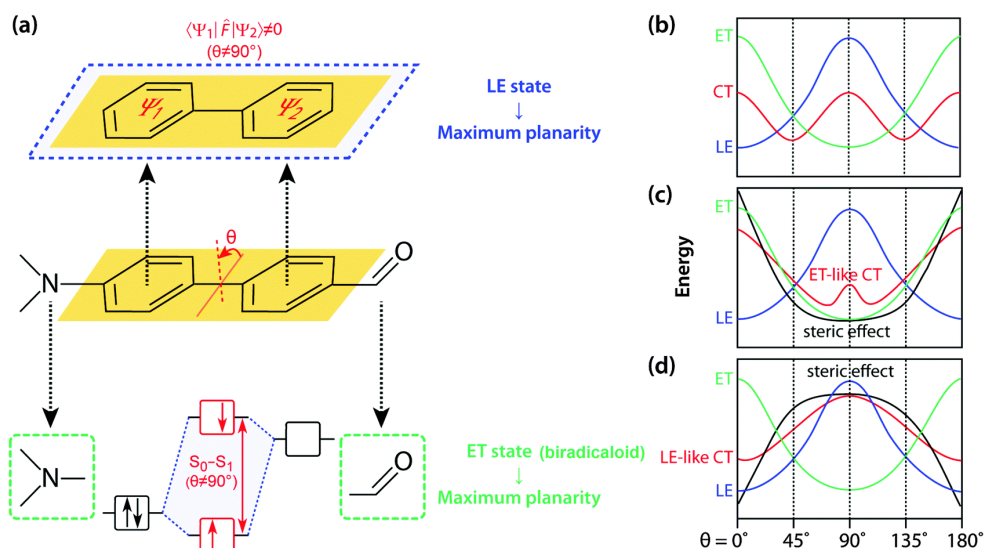 (a)
⟨Ψ₁|F̂|Ψ₂⟩≠0
(θ≠90°)
Ψ₁
Ψ₂
LE state
↓
Maximum planarity
θ
N
O
N
O
S₀–S₁
(θ≠90°)
ET state (biradicaloid)
↓
Maximum planarity
(b)
ET
CT
LE
(c)
ET
ET-like CT
LE
steric effect
Energy
(d)
steric effect
ET
LE-like CT
LE
θ = 0° 45° 90° 135° 180°